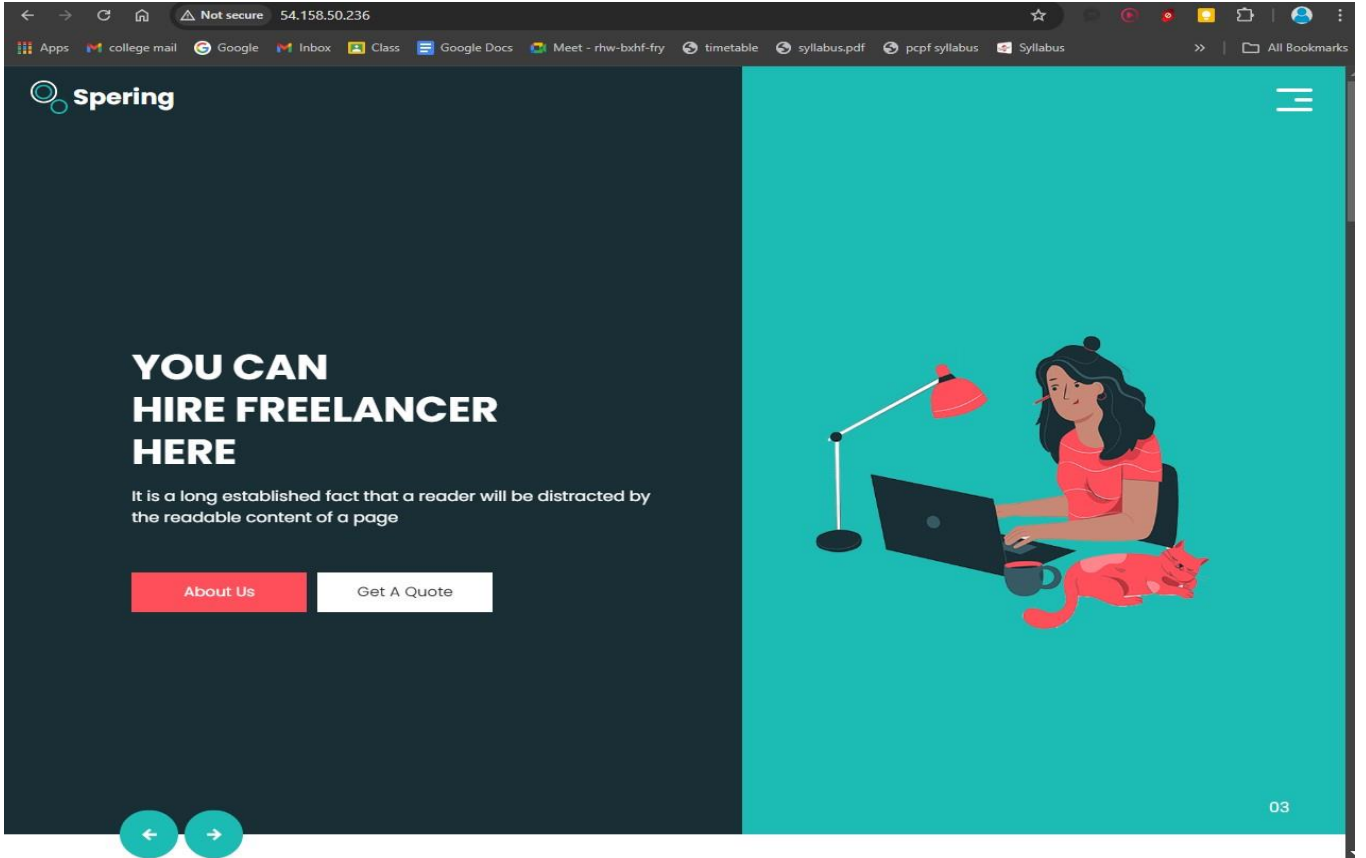 Not secure 54.158.50.236
Apps college mail Google Inbox Class Google Docs Meet - rhw-bxhf-fry timetable syllabus.pdf pcpf syllabus Syllabus » All Bookmarks
Spering
YOU CAN
HIRE FREELANCER
HERE
It is a long established fact that a reader will be distracted by
the readable content of a page
About Us Get A Quote
03